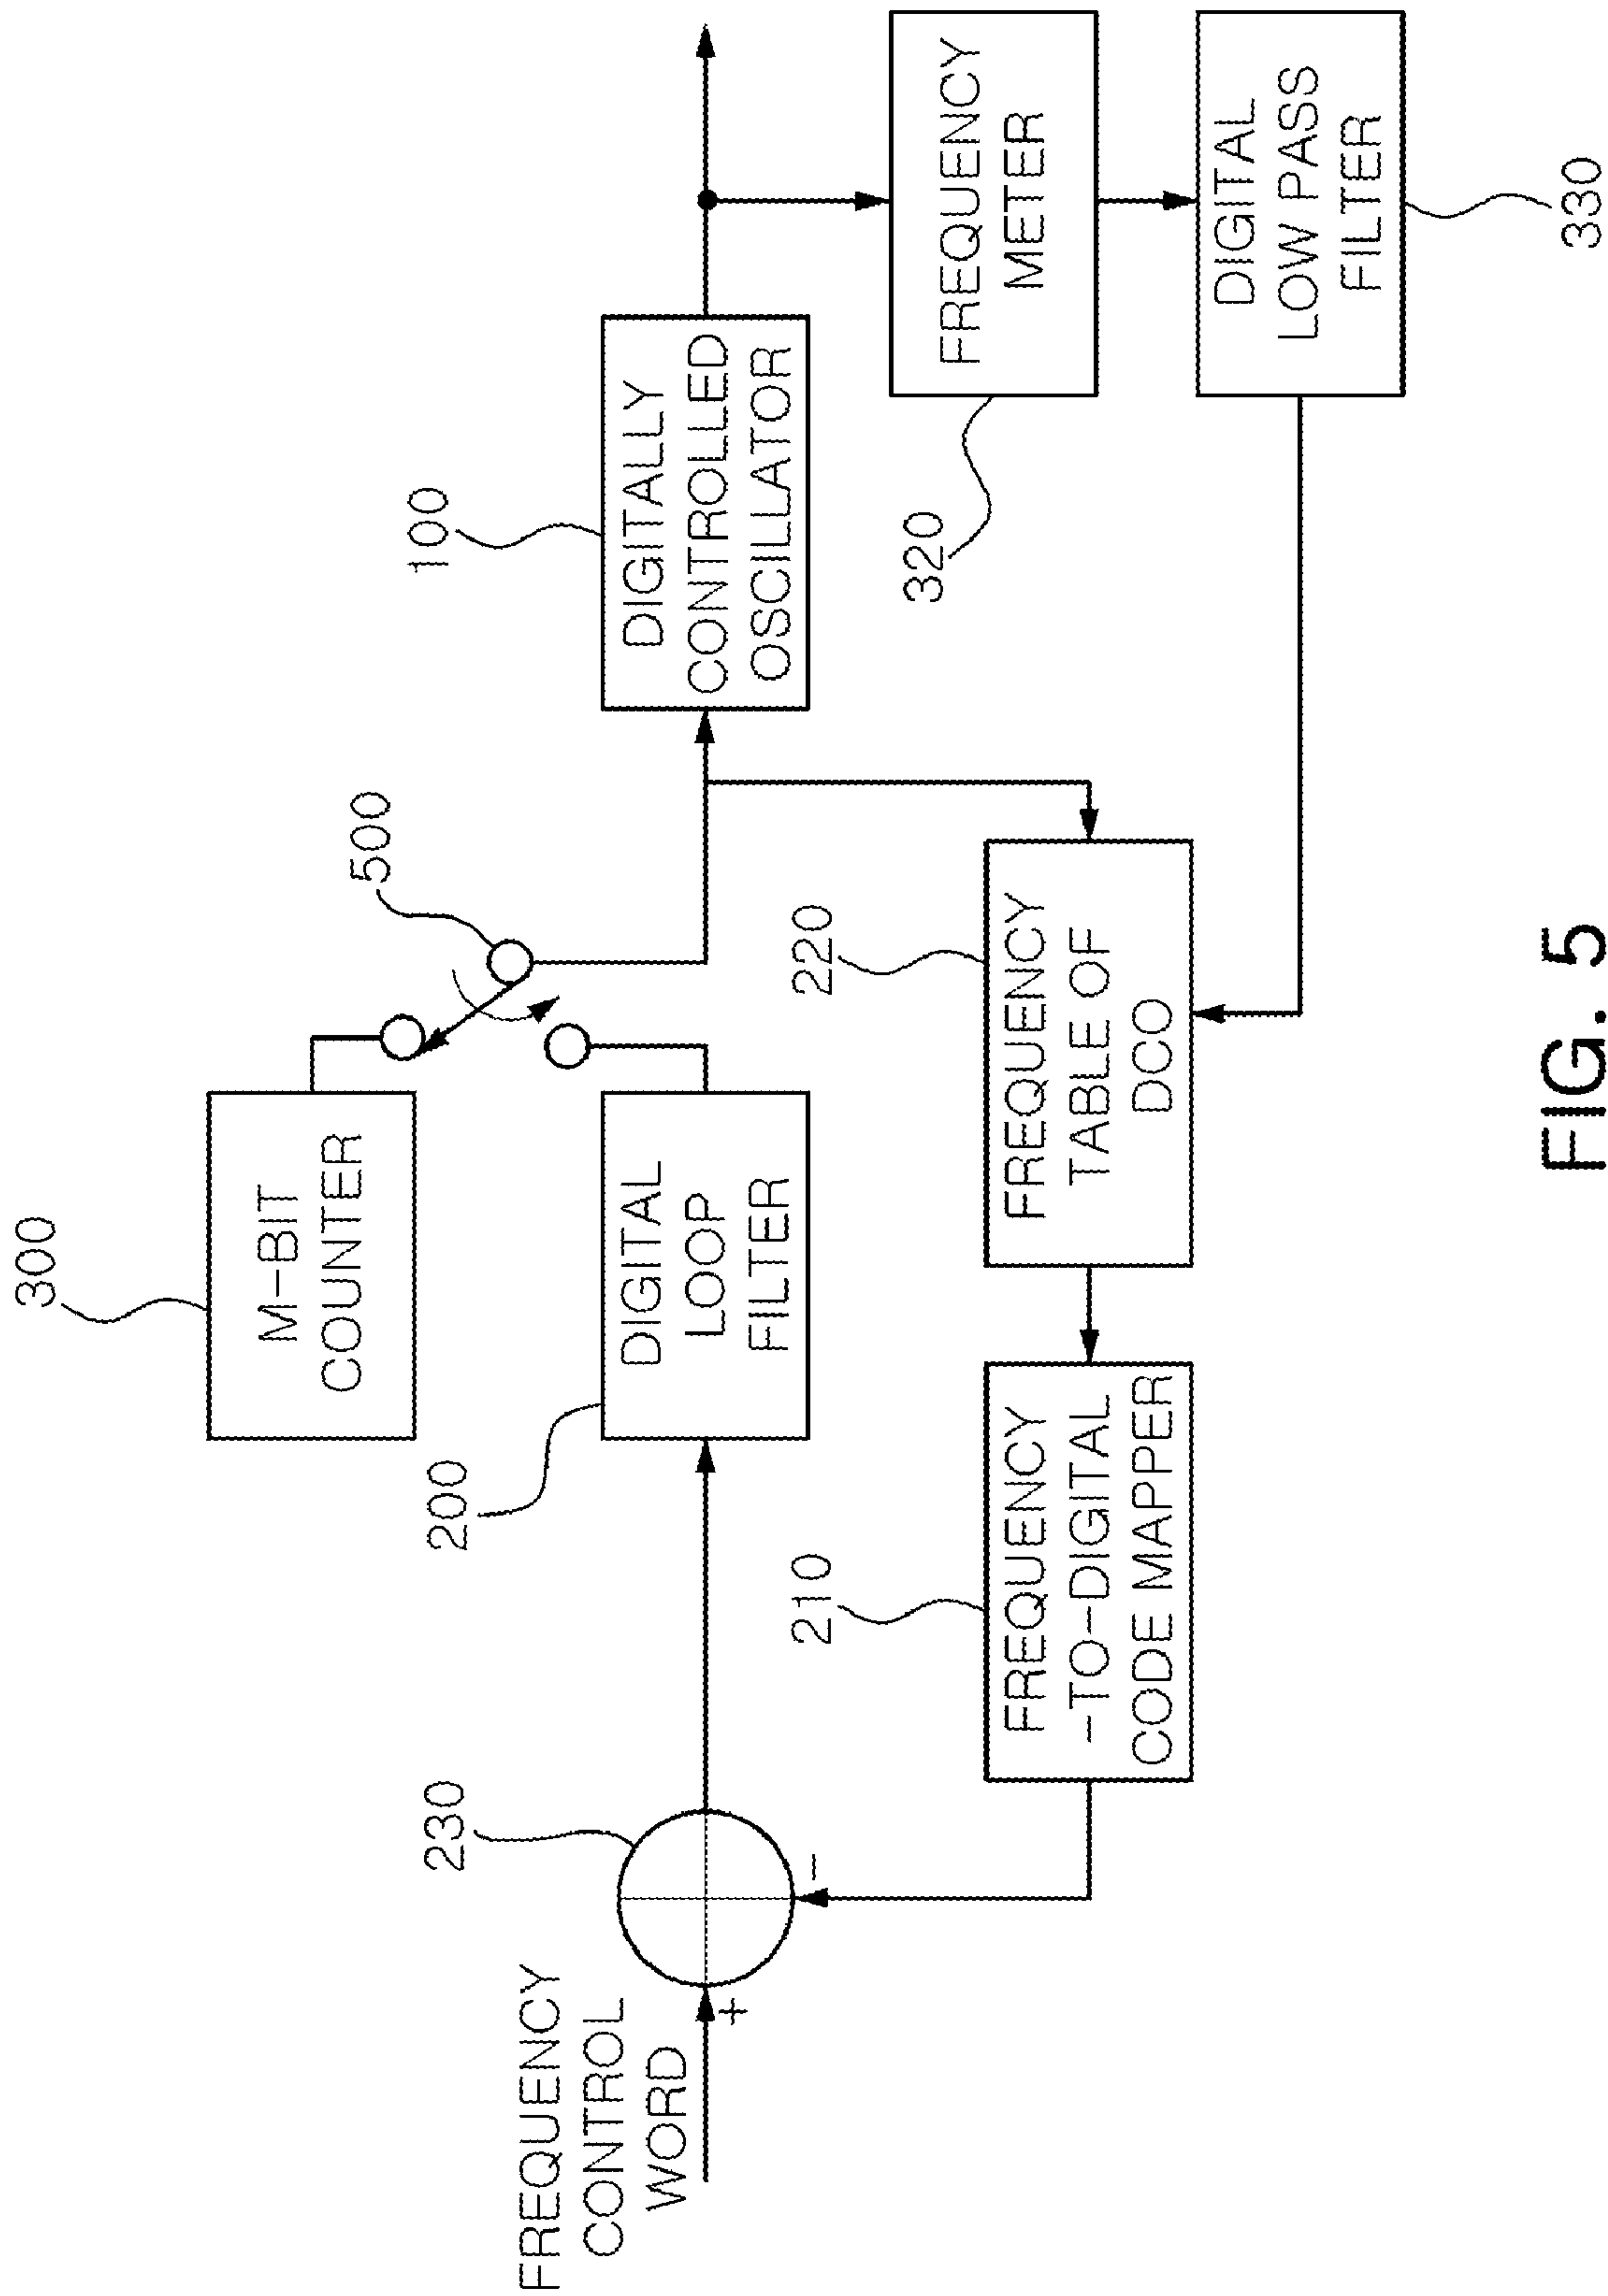 300
M-BIT
COUNTER
500
100
DIGITALLY
CONTROLLED
OSCILLATOR
FREQUENCY
CONTROL
WORD
+
-
230
200
DIGITAL
LOOP
FILTER
210
FREQUENCY
-TO-DIGITAL
CODE MAPPER
220
FREQUENCY
TABLE OF
DCO
320
FREQUENCY
METER
DIGITAL
LOW PASS
FILTER
330
FIG. 5